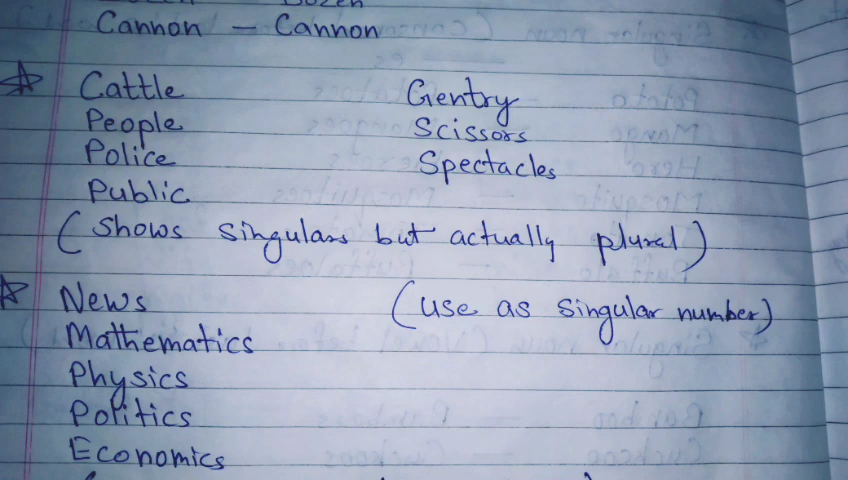 Cannon — Cannon
☆ Cattle Gentry
People Scissors
Police Spectacles
Public
(Shows singulars but actually plural)
☆ News (use as singular number)
Mathematics
Physics
Politics
Economics